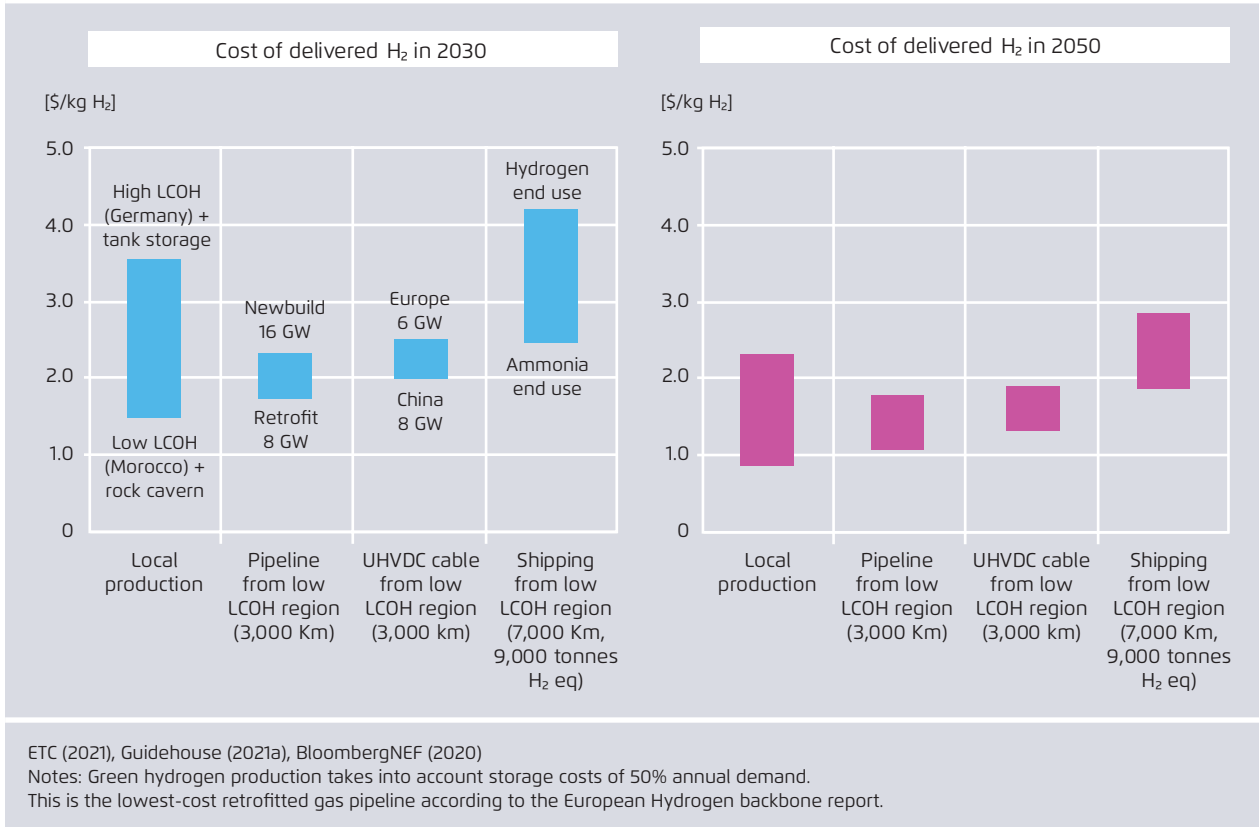 Cost of delivered H₂ in 2030
[$/kg H₂]
5.0
4.0
3.0
2.0
1.0
0
High LCOH
(Germany) +
tank storage
Low LCOH
(Morocco) +
rock cavern
Newbuild
16 GW
Retrofit
8 GW
Europe
6 GW
China
8 GW
Hydrogen
end use
Ammonia
end use
Local
production
Pipeline
from low
LCOH region
(3,000 Km)
UHVDC cable
from low
LCOH region
(3,000 km)
Shipping
from low
LCOH region
(7,000 Km,
9,000 tonnes
H₂ eq)
Cost of delivered H₂ in 2050
[$/kg H₂]
5.0
4.0
3.0
2.0
1.0
0
Local
production
Pipeline
from low
LCOH region
(3,000 Km)
UHVDC cable
from low
LCOH region
(3,000 km)
Shipping
from low
LCOH region
(7,000 Km,
9,000 tonnes
H₂ eq)
ETC (2021), Guidehouse (2021a), BloombergNEF (2020)
Notes: Green hydrogen production takes into account storage costs of 50% annual demand.
This is the lowest-cost retrofitted gas pipeline according to the European Hydrogen backbone report.